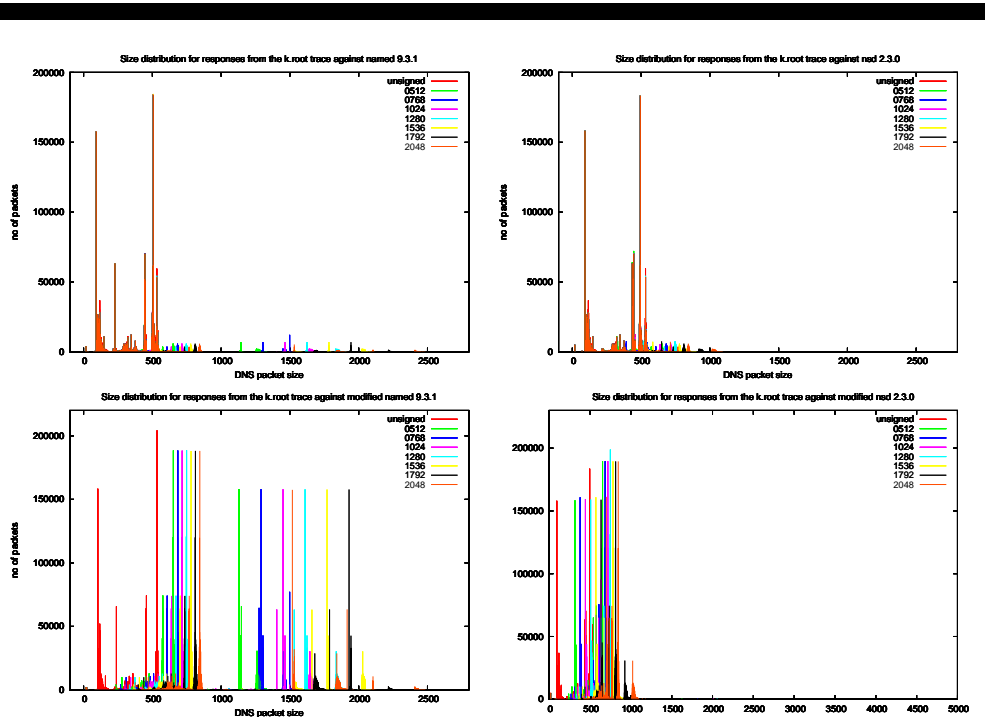 Size distribution for responses from the k.root trace against named 9.3.1
200000
150000
100000
50000
0
no of packets
unsigned
0512
0768
1024
1280
1536
1792
2048
0 500 1000 1500 2000 2500
DNS packet size
Size distribution for responses from the k.root trace against nsd 2.3.0
200000
150000
100000
50000
0
no of packets
unsigned
0512
0768
1024
1280
1536
1792
2048
0 500 1000 1500 2000 2500
DNS packet size
Size distribution for responses from the k.root trace against modified named 9.3.1
200000
150000
100000
50000
0
no of packets
unsigned
0512
0768
1024
1280
1536
1792
2048
0 500 1000 1500 2000 2500
DNS packet size
Size distribution for responses from the k.root trace against modified nsd 2.3.0
200000
150000
100000
50000
0
unsigned
0512
0768
1024
1280
1536
1792
2048
0 500 1000 1500 2000 2500 3000 3500 4000 4500 5000